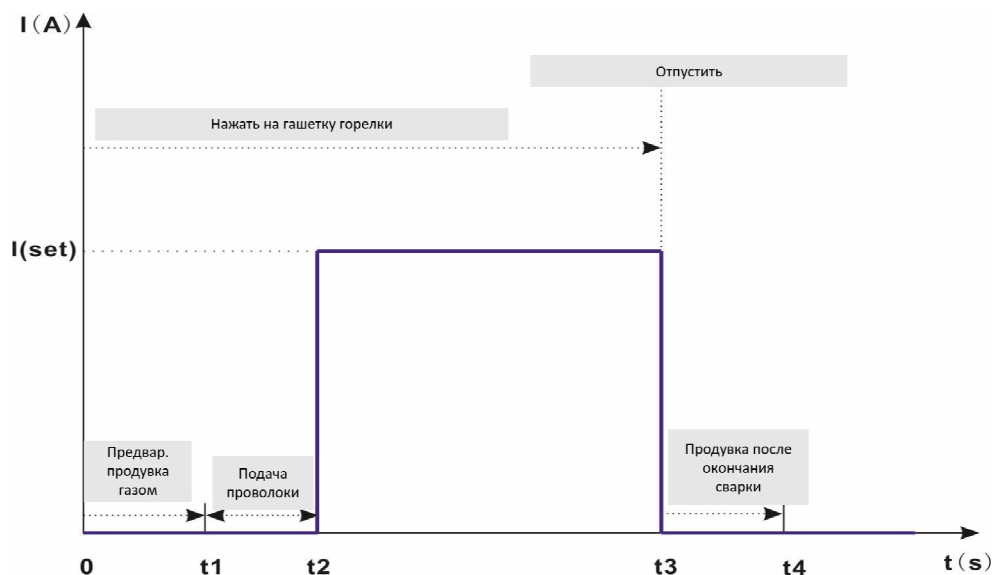 I(A)
Отпустить
Нажать на гашетку горелки
I(set)
Предвар.
продувка
газом
Подача
проволоки
Продувка после
окончания
сварки
0
t1
t2
t3
t4
t(s)